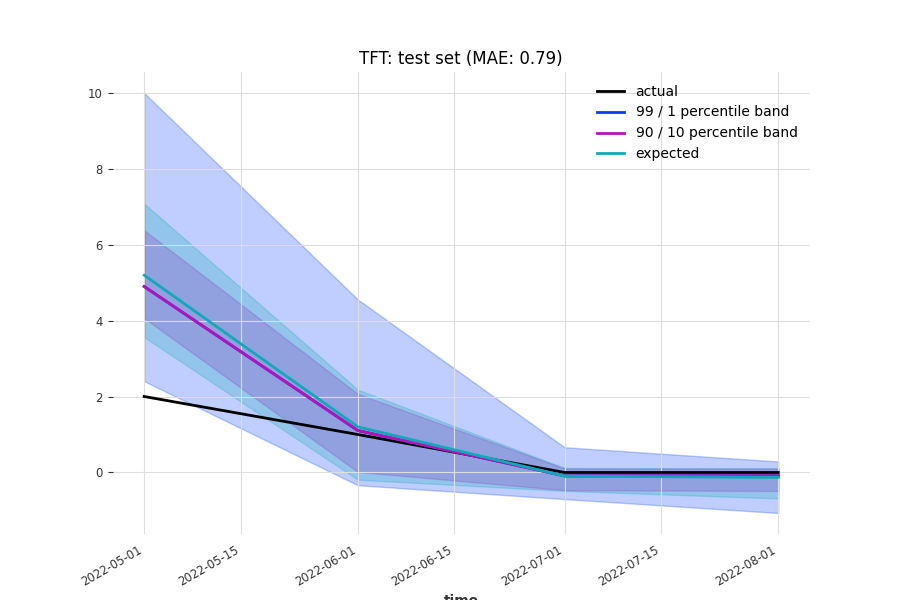 TFT: test set (MAE: 0.79)
actual
99 / 1 percentile band
90 / 10 percentile band
expected
10
8
6
4
2
0
2022-05-01
2022-05-15
2022-06-01
2022-06-15
2022-07-01
2022-07-15
2022-08-01
time